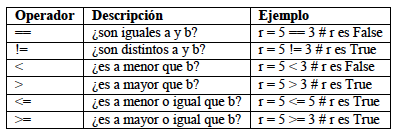 Operador Descripción Ejemplo
== ¿son iguales a y b? r = 5 == 3 # r es False
!= ¿son distintos a y b? r = 5 != 3 # r es True
< ¿es a menor que b? r = 5 < 3 # r es False
> ¿es a mayor que b? r = 5 > 3 # r es True
<= ¿es a menor o igual que b? r = 5 <= 5 # r es True
>= ¿es a mayor o igual que b? r = 5 >= 3 # r es True